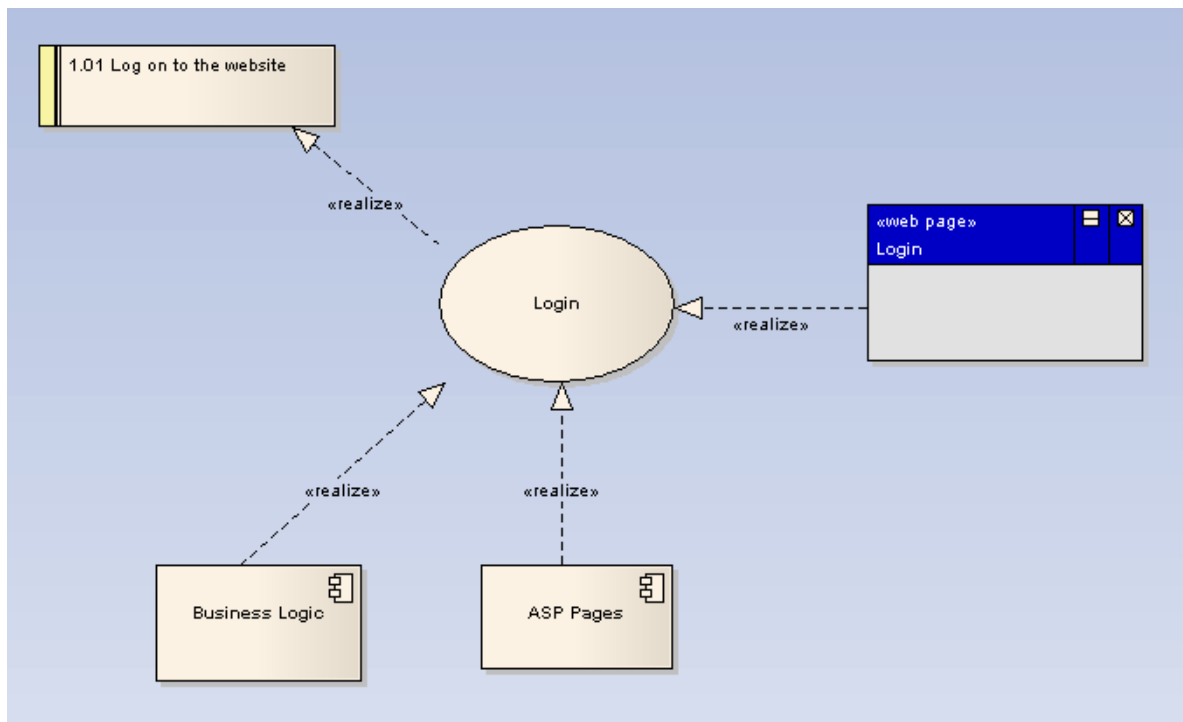 1.01 Log on to the website
«realize»
«web page»
Login
Login
«realize»
«realize»
«realize»
Business Logic
ASP Pages